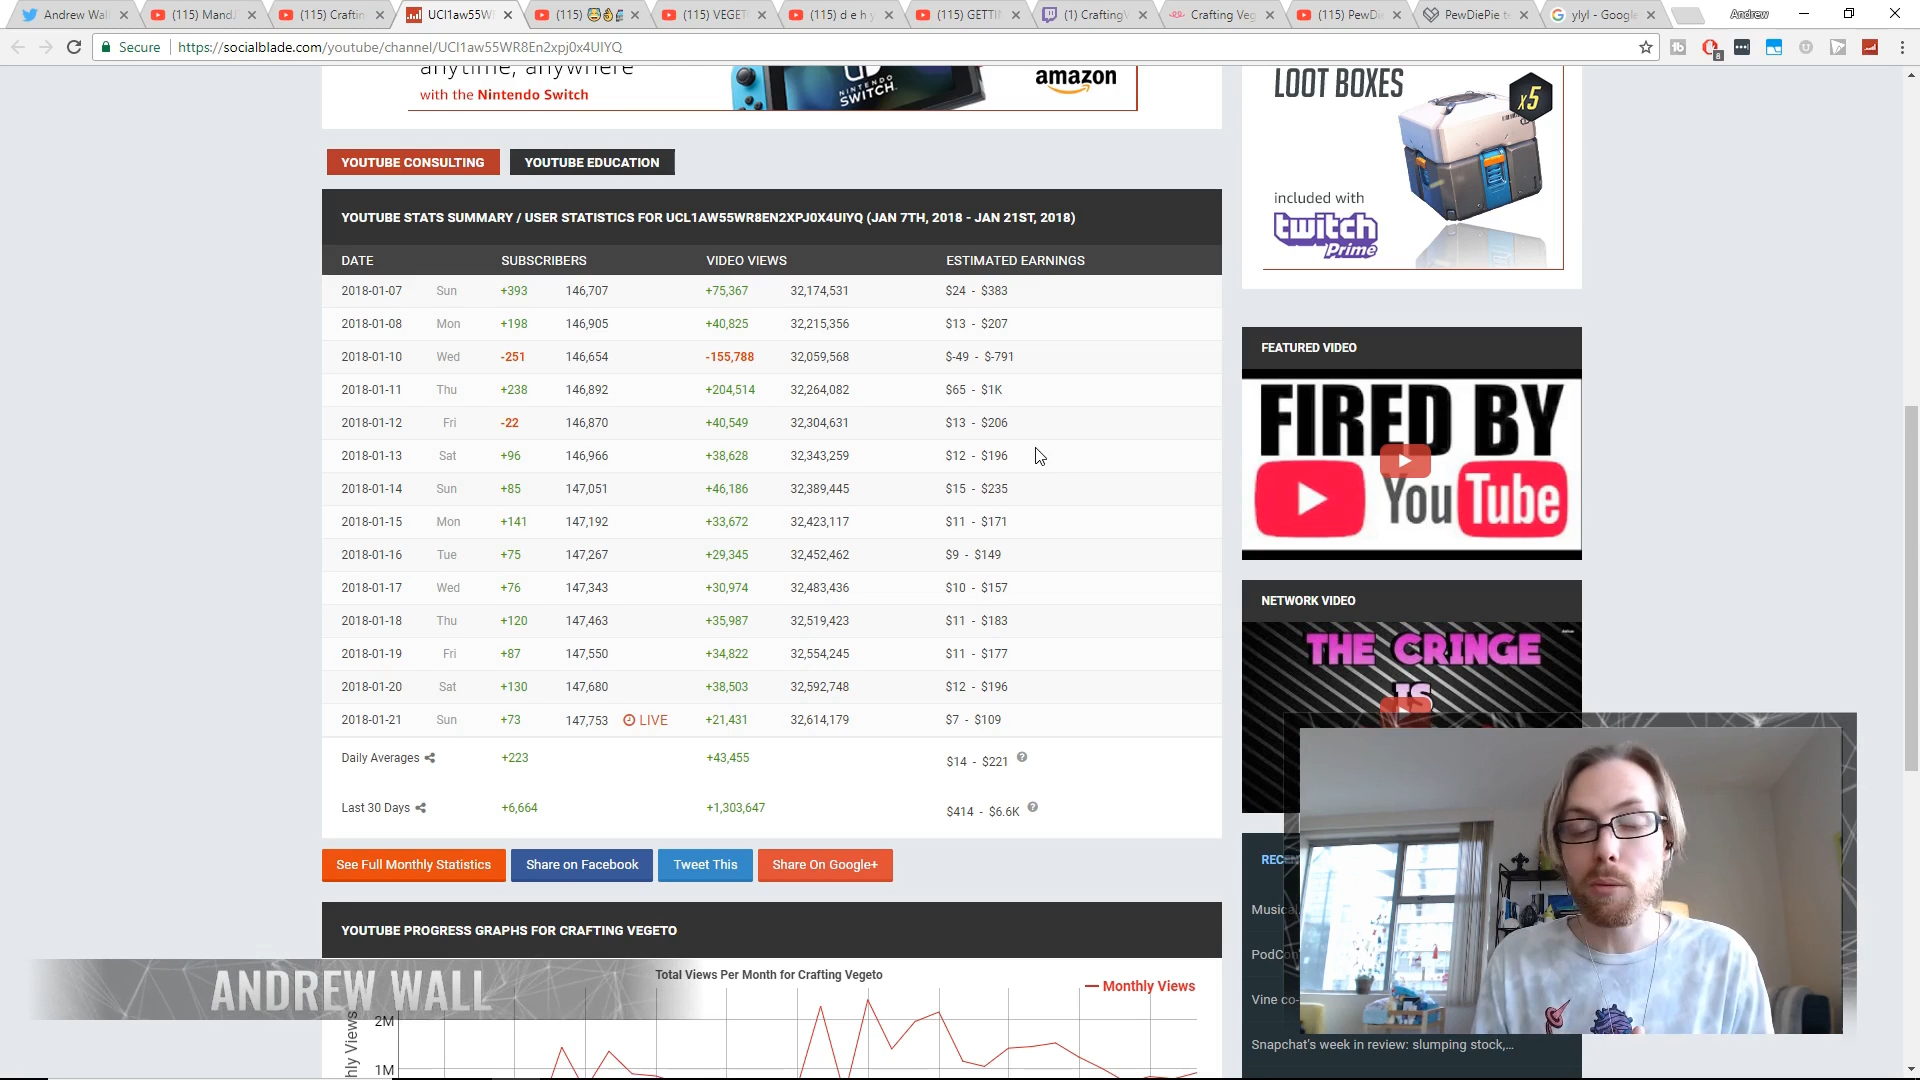 Andrew Wall
(115) MandJ
(115) Craftin
UCl1aw55W
(115)
(115) VEGET
(115) d e h y
(115) GETTI
(1) CraftingV
Crafting Veg
(115) PewDi
PewDiePie t
ylyl - Google
Andrew
Secure
https://socialblade.com/youtube/channel/UCl1aw55WR8En2xpj0x4UIYQ
8
anytime, anywhere
with the Nintendo Switch
NINTENDO
SWITCH
amazon
LOOT BOXES
x5
included with
twitch
Prime
YOUTUBE CONSULTING
YOUTUBE EDUCATION
YOUTUBE STATS SUMMARY / USER STATISTICS FOR UCL1AW55WR8EN2XPJ0X4UIYQ (JAN 7TH, 2018 - JAN 21ST, 2018)
DATE SUBSCRIBERS VIDEO VIEWS ESTIMATED EARNINGS
2018-01-07 Sun +393 146,707 +75,367 32,174,531 $24 - $383
2018-01-08 Mon +198 146,905 +40,825 32,215,356 $13 - $207
2018-01-10 Wed -251 146,654 -155,788 32,059,568 $-49 - $-791
2018-01-11 Thu +238 146,892 +204,514 32,264,082 $65 - $1K
2018-01-12 Fri -22 146,870 +40,549 32,304,631 $13 - $206
2018-01-13 Sat +96 146,966 +38,628 32,343,259 $12 - $196
2018-01-14 Sun +85 147,051 +46,186 32,389,445 $15 - $235
2018-01-15 Mon +141 147,192 +33,672 32,423,117 $11 - $171
2018-01-16 Tue +75 147,267 +29,345 32,452,462 $9 - $149
2018-01-17 Wed +76 147,343 +30,974 32,483,436 $10 - $157
2018-01-18 Thu +120 147,463 +35,987 32,519,423 $11 - $183
2018-01-19 Fri +87 147,550 +34,822 32,554,245 $11 - $177
2018-01-20 Sat +130 147,680 +38,503 32,592,748 $12 - $196
2018-01-21 Sun +73 147,753 LIVE +21,431 32,614,179 $7 - $109
Daily Averages +223 +43,455 $14 - $221
Last 30 Days +6,664 +1,303,647 $414 - $6.6K
See Full Monthly Statistics
Share on Facebook
Tweet This
Share On Google+
YOUTUBE PROGRESS GRAPHS FOR CRAFTING VEGETO
Total Views Per Month for Crafting Vegeto
Monthly Views
2M
1M
hly Views
ANDREW WALL
FEATURED VIDEO
FIRED BY
YouTube
NETWORK VIDEO
THE CRINGE
IS
RECEN
Musical
PodCon
Vine co-
Snapchat's week in review: slumping stock,...